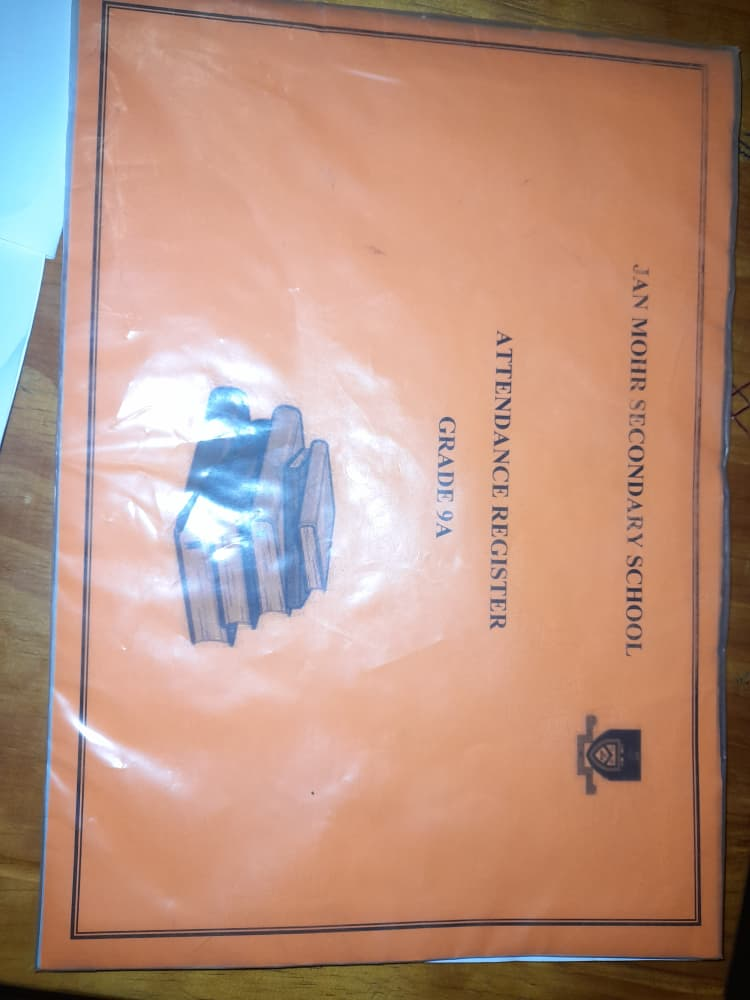 JAN MOHR SECONDARY SCHOOL
ATTENDANCE REGISTER
GRADE 9A